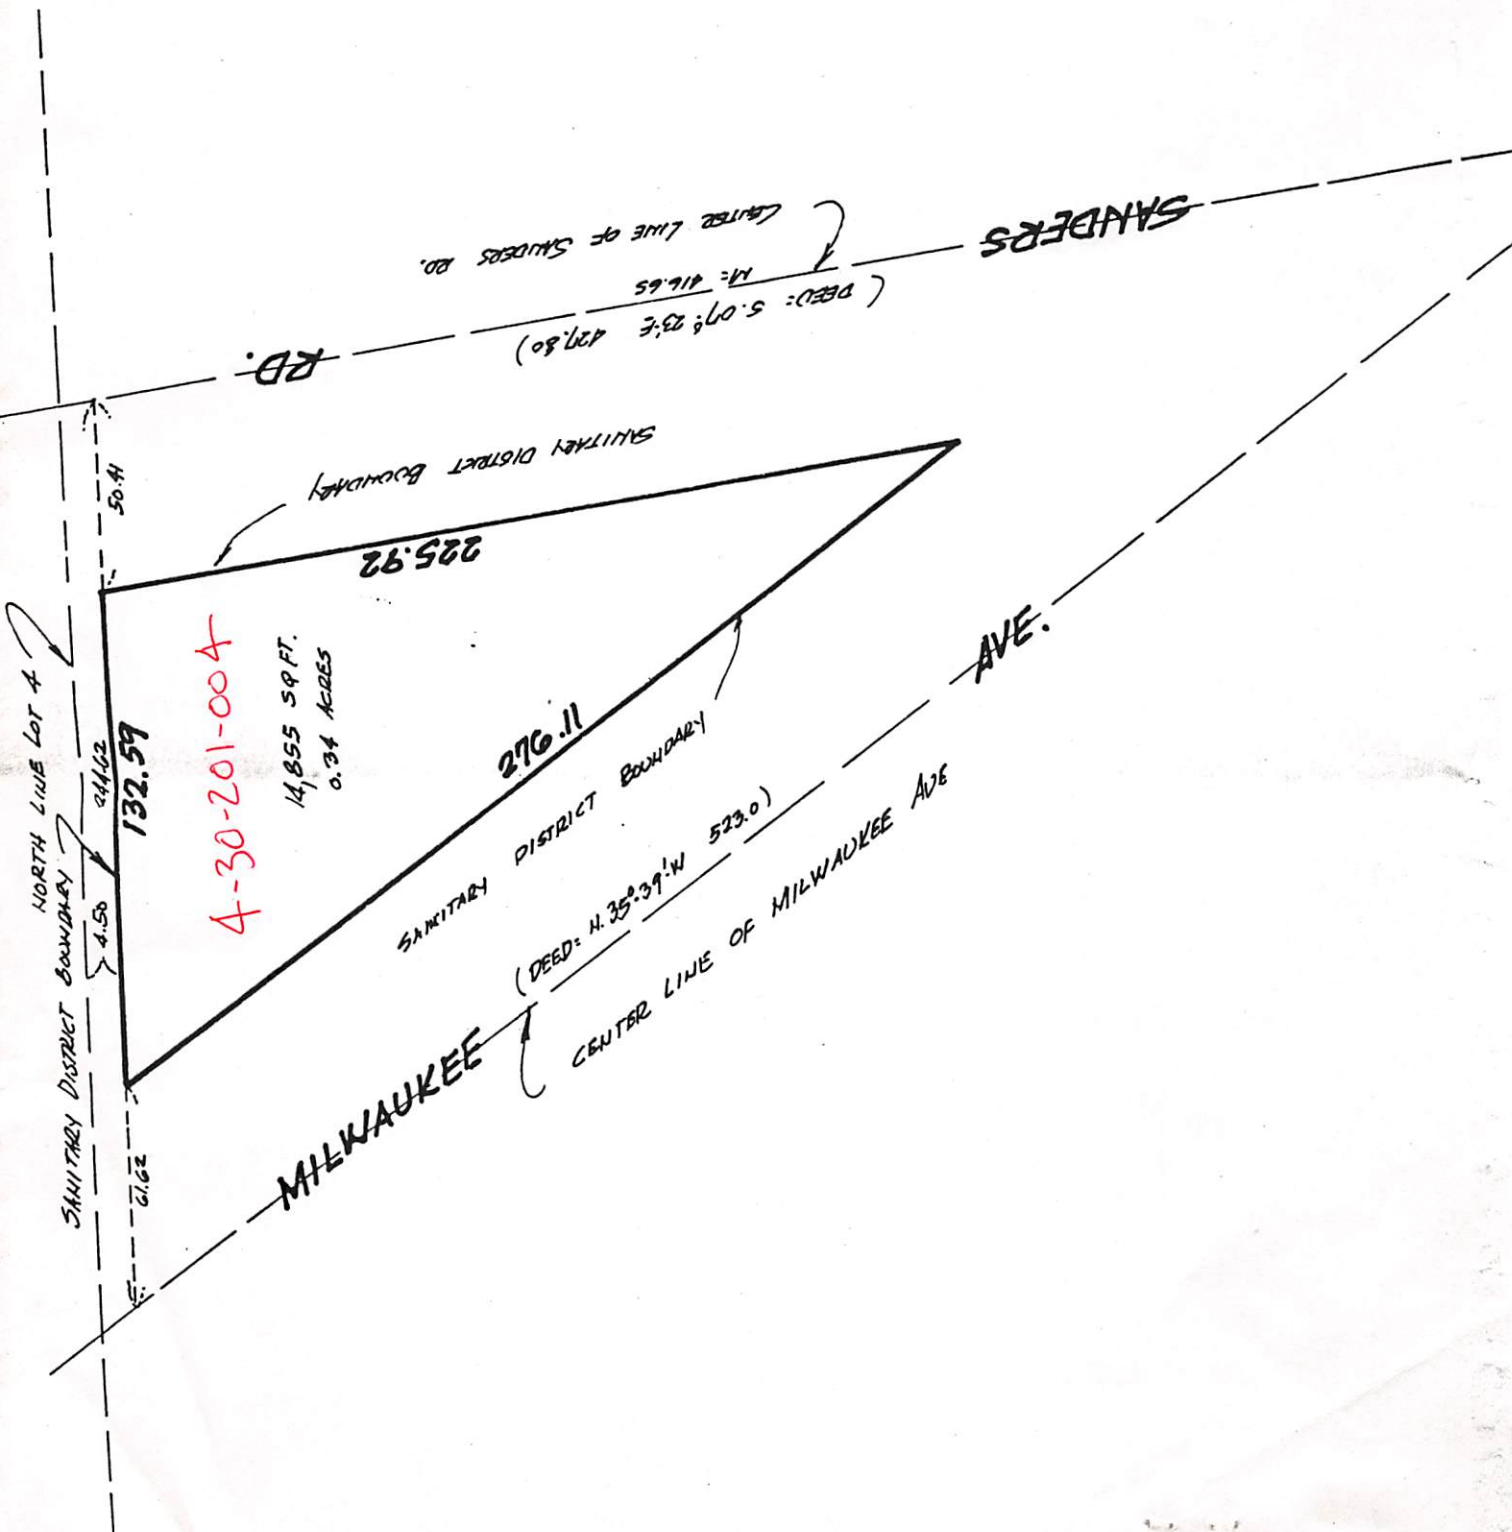 SANDERS
RD.
CENTER LINE OF SANDERS RD.
M= 416.65
(DEED= S.07° 23'E 427.80)
SANITARY DISTRICT BOUNDARY
225.92
50.41
NORTH LINE LOT 4
SANITARY DISTRICT BOUNDARY
244.62
4.50
132.59
4-30-201-004
14,855 SQ FT.
0.34 ACRES
276.11
SANITARY DISTRICT BOUNDARY
61.62
MILWAUKEE AVE.
(DEED= N.35°.39'.W 523.0)
CENTER LINE OF MILWAUKEE AVE